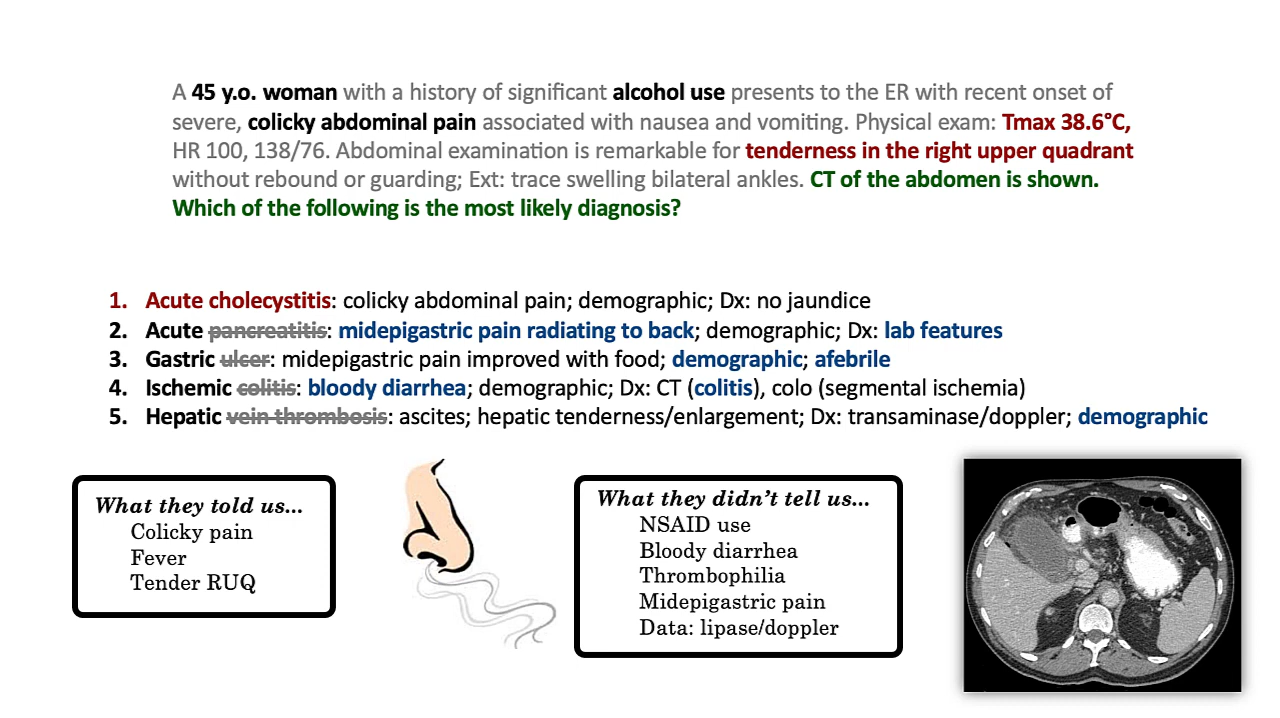 A 45 y.o. woman with a history of significant alcohol use presents to the ER with recent onset of
severe, colicky abdominal pain associated with nausea and vomiting. Physical exam: Tmax 38.6°C,
HR 100, 138/76. Abdominal examination is remarkable for tenderness in the right upper quadrant
without rebound or guarding; Ext: trace swelling bilateral ankles. CT of the abdomen is shown.
Which of the following is the most likely diagnosis?
1. Acute cholecystitis: colicky abdominal pain; demographic; Dx: no jaundice
2. Acute pancreatitis: midepigastric pain radiating to back; demographic; Dx: lab features
3. Gastric ulcer: midepigastric pain improved with food; demographic; afebrile
4. Ischemic colitis: bloody diarrhea; demographic; Dx: CT (colitis), colo (segmental ischemia)
5. Hepatic vein thrombosis: ascites; hepatic tenderness/enlargement; Dx: transaminase/doppler; demographic
What they told us...
Colicky pain
Fever
Tender RUQ
What they didn't tell us...
NSAID use
Bloody diarrhea
Thrombophilia
Midepigastric pain
Data: lipase/doppler